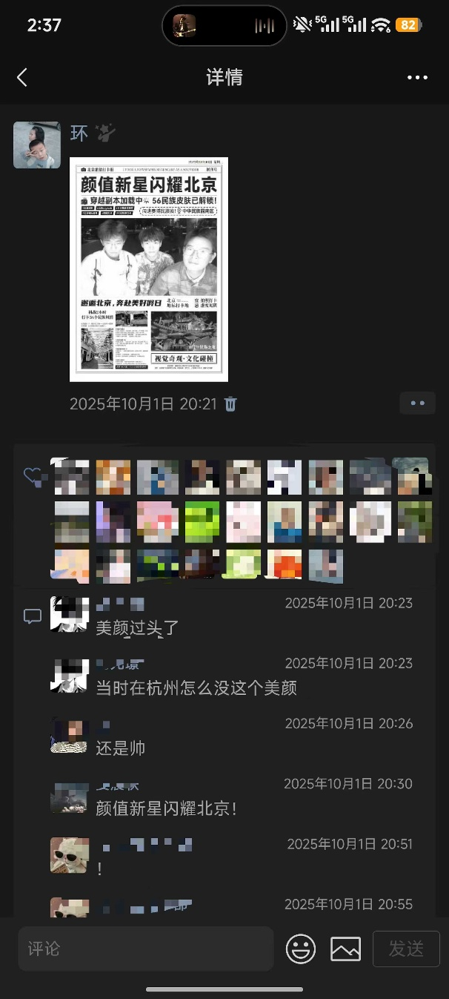 2:37
5G
5G
82
详情
环
颜值新星闪耀北京
穿越副本加载中
56民族皮肤已解锁!
中华民族园南区
邂逅北京,奔赴美好假日
视觉奇观·文化碰撞
2025年10月1日 20:21
2025年10月1日 20:23
美颜过头了
2025年10月1日 20:23
当时在杭州怎么没这个美颜
2025年10月1日 20:26
还是帅
2025年10月1日 20:30
颜值新星闪耀北京!
2025年10月1日 20:51
!
2025年10月1日 20:55
评论
发送